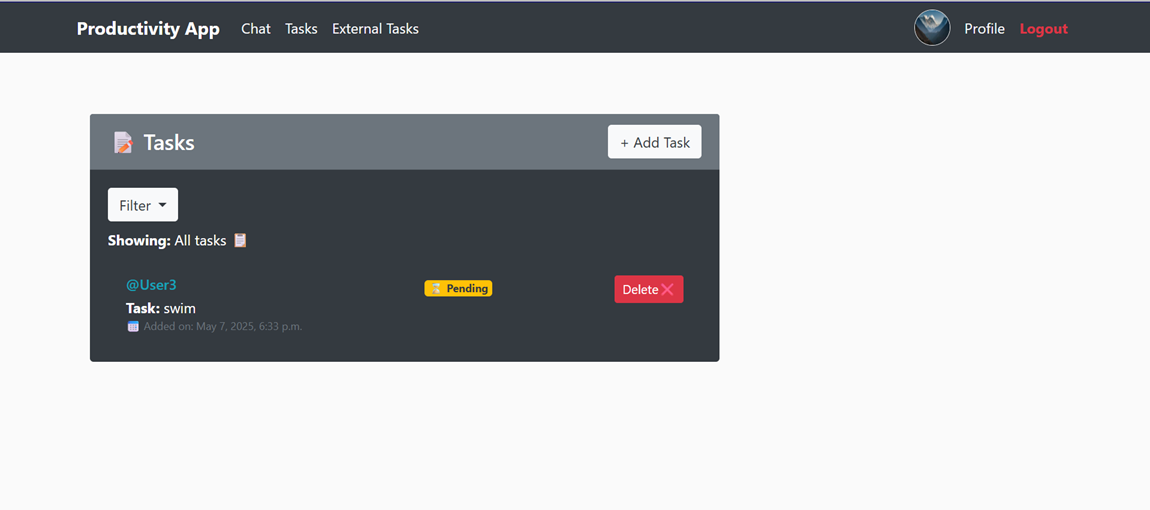 Productivity App Chat Tasks External Tasks Profile Logout
Tasks + Add Task
Filter
Showing: All tasks
@User3 Pending Delete
Task: swim
Added on: May 7, 2025, 6:33 p.m.